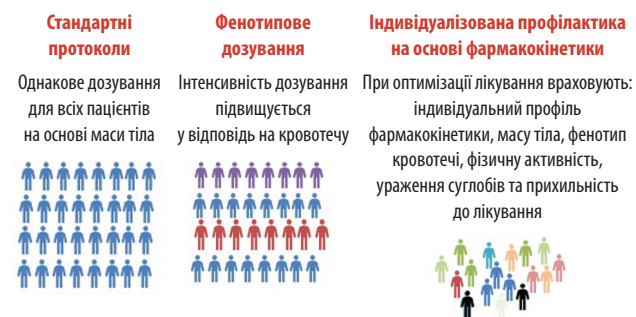 Стандартні
протоколи
Однакове дозування
для всіх пацієнтів
на основі маси тіла
Фенотипове
дозування
Інтенсивність дозування
підвищується
у відповідь на кровотечу
Індивідуалізована профілактика
на основі фармакокінетики
При оптимізації лікування враховують:
індивідуальний профіль
фармакокінетики, масу тіла, фенотип
кровотечі, фізичну активність,
ураження суглобів та прихильність
до лікування